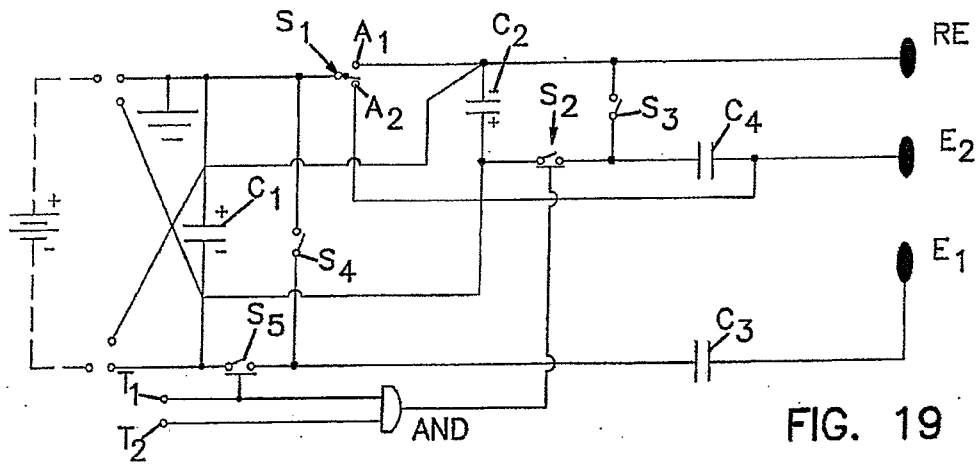 S1
A1
C2
RE
A2
S2
S3
C4
E2
+
-
+
C1
+
-
-
S4
E1
S5
C3
T1
T2
AND
FIG. 19